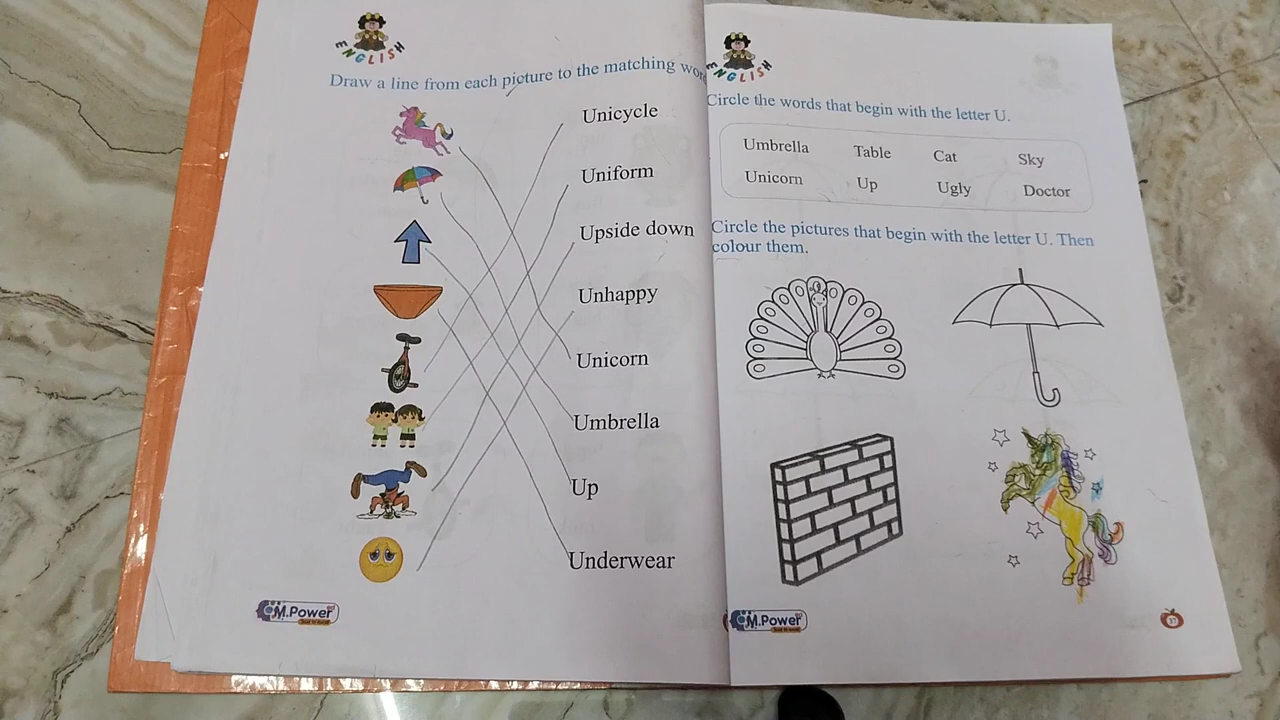 ENGLISH
Draw a line from each picture to the matching
Unicycle
Uniform
Upside down
Unhappy
Unicorn
Umbrella
Up
Underwear
M.Power
ENGLISH
Circle the words that begin with the letter U.
Umbrella Table Cat Sky
Unicorn Up Ugly Doctor
Circle the pictures that begin with the letter U. Then
colour them.
M.Power